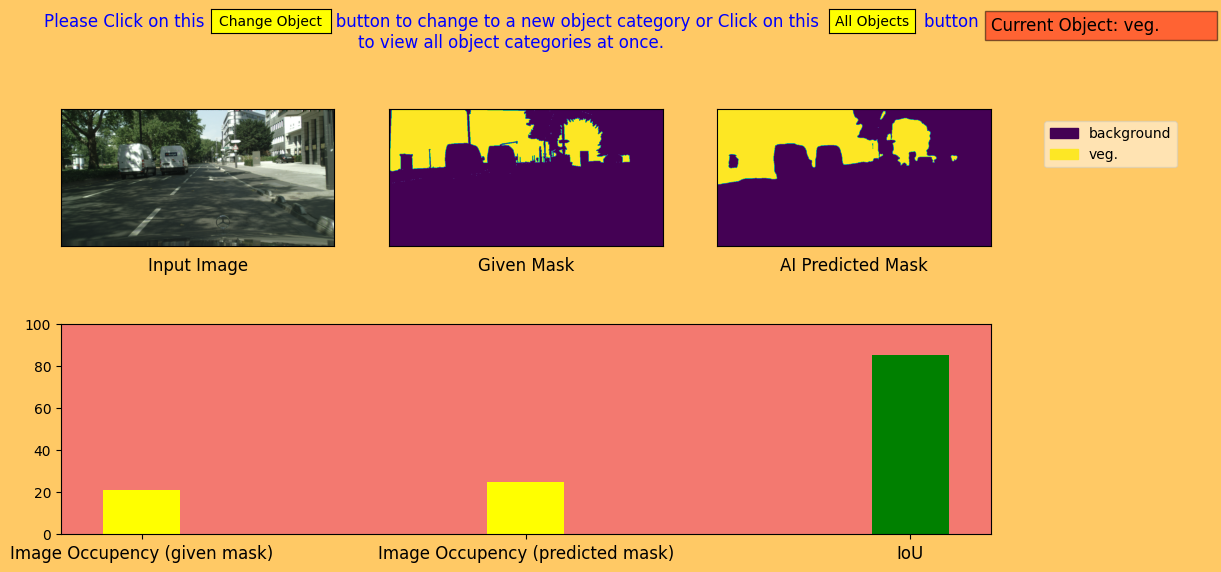 Please Click on this Change Object button to change to a new object category or Click on this All Objects button
to view all object categories at once.
Current Object: veg.
background
veg.
Input Image
Given Mask
AI Predicted Mask
100
80
60
40
20
0
Image Occupancy (given mask)
Image Occupancy (predicted mask)
IoU